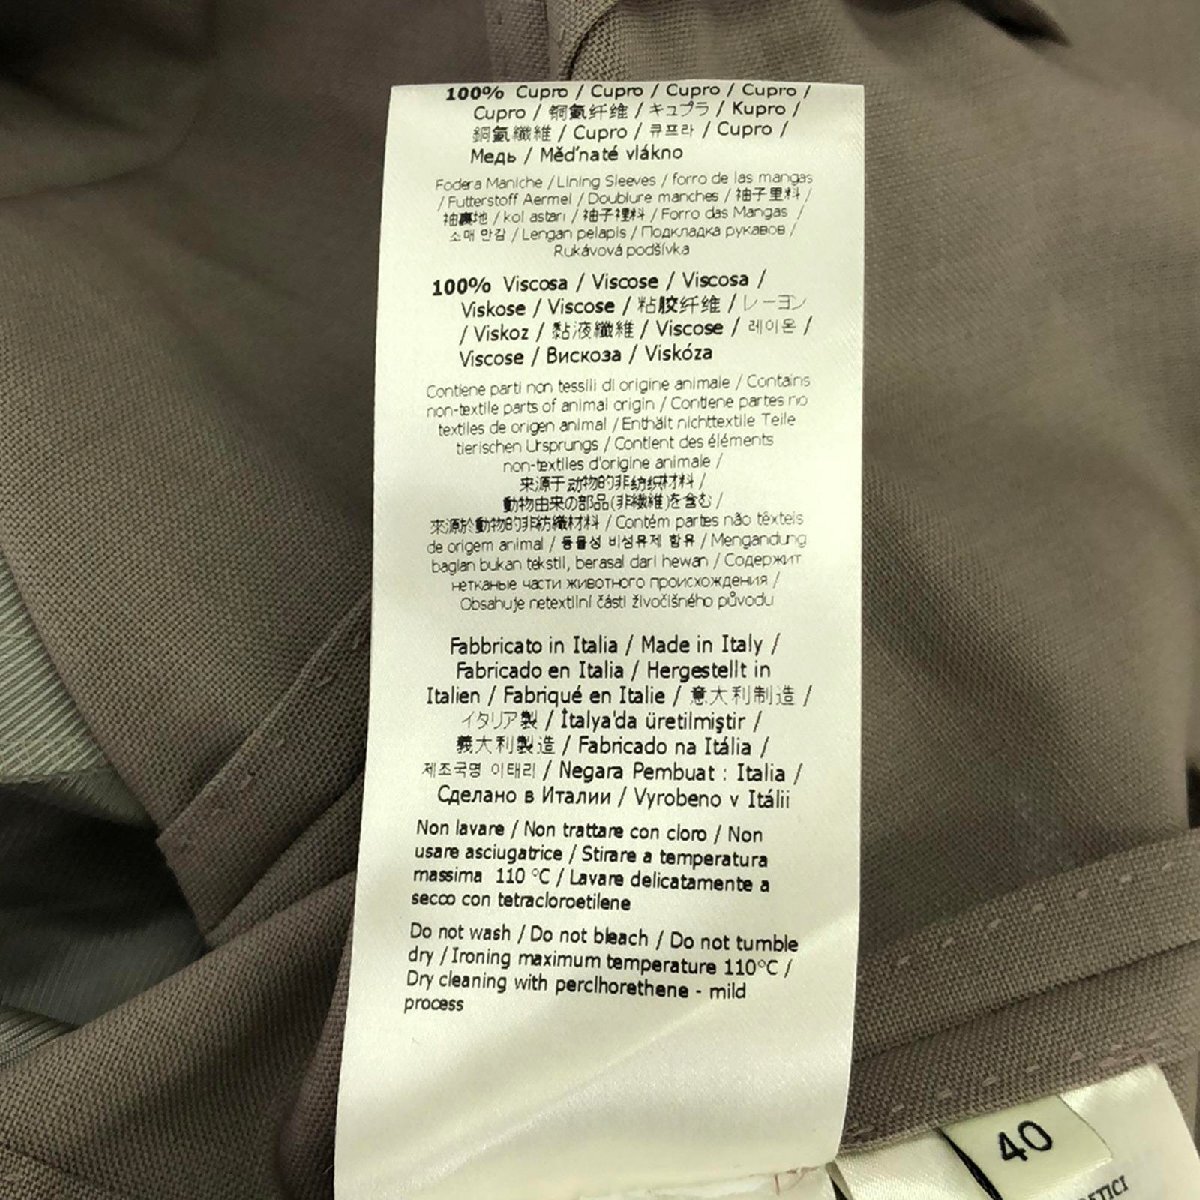 100% Cupro / Cupro / Cupro / Cupro /
Cupro / 铜氨纤维 / キュプラ / Kupro /
銅氨纖維 / Cupro / 큐프라 / Cupro /
Медь / Měďnaté vlákno
Fodera Maniche / Lining Sleeves / forro de las mangas
/ Futterstoff Aermel / Doublure manches / 袖子里料 /
袖裏地 / kol astarı / 袖子裡料 / Forro das Mangas /
소매 안감 / Lengan pelapis / Подкладка рукавов /
Rukávová podšívka
100% Viscosa / Viscose / Viscosa /
Viskose / Viscose / 粘胶纤维 / レーヨン
/ Viskoz / 黏液纖維 / Viscose / 레이온 /
Viscose / Вискоза / Viskóza
Contiene parti non tessili di origine animale / Contains
non-textile parts of animal origin / Contiene partes no
textiles de origen animal / Enthält nichttextile Teile
tierischen Ursprungs / Contient des éléments
non-textiles d'origine animale /
来源于动物的非纺织材料 /
動物由来の部品(非繊維)を含む /
來源於動物的非紡織材料 / Contém partes não têxteis
de origem animal / 동물성 비섬유제 함유 / Mengandung
bagian bukan tekstil, berasal dari hewan / Содержит
нетканые части животного происхождения /
Obsahuje netextilní části živočišného původu
Fabbricato in Italia / Made in Italy /
Fabricado en Italia / Hergestellt in
Italien / Fabriqué en Italie / 意大利制造 /
イタリア製 / İtalya'da üretilmiştir /
義大利製造 / Fabricado na Itália /
제조국명 이태리 / Negara Pembuat : Italia /
Сделано в Италии / Vyrobeno v Itálii
Non lavare / Non trattare con cloro / Non
usare asciugatrice / Stirare a temperatura
massima 110 °C / Lavare delicatamente a
secco con tetracloroetilene
Do not wash / Do not bleach / Do not tumble
dry / Ironing maximum temperature 110°C /
Dry cleaning with perclhorethene - mild
process
40